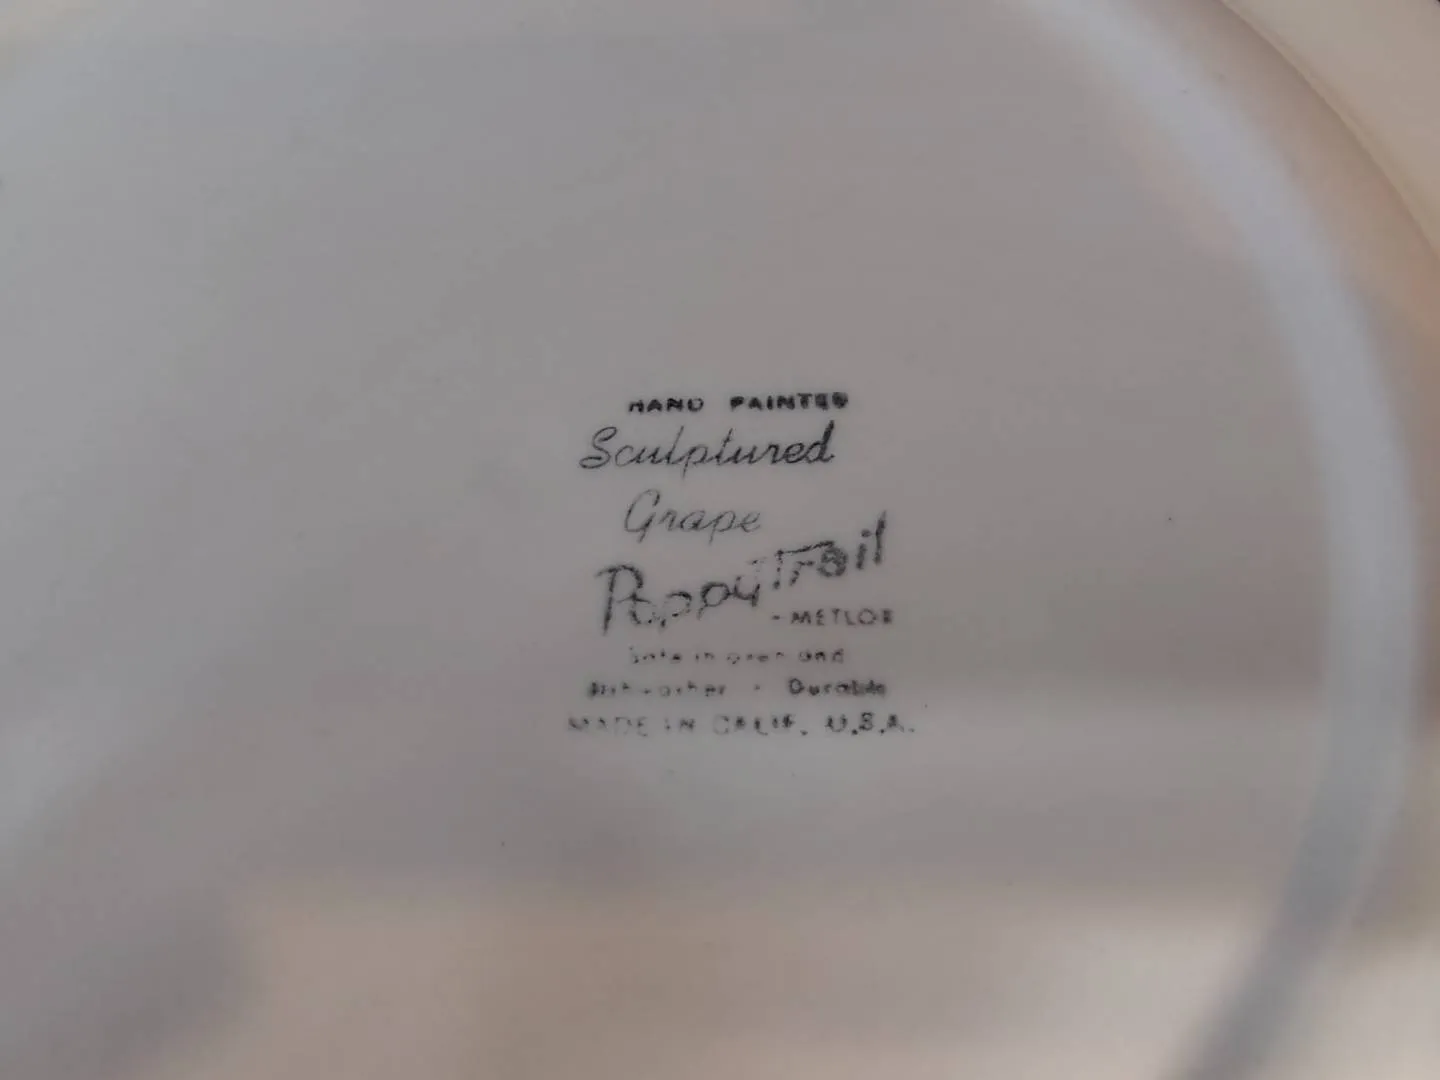 HAND PAINTED
Sculptured
Grape
PoppyTrail
- METLOX
Safe in oven and
Dishwasher - Durable
MADE IN CALIF. U.S.A.